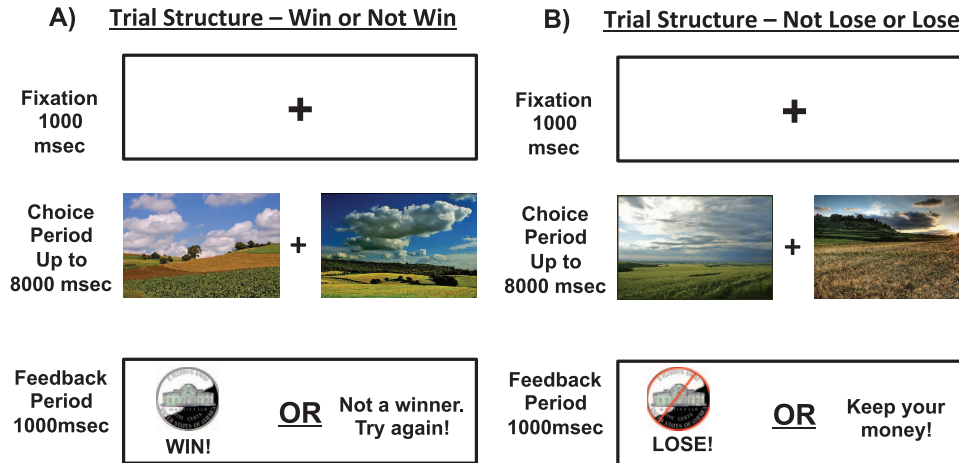 A) Trial Structure – Win or Not Win
Fixation
1000
msec
+
Choice
Period
Up to
8000 msec
+
Feedback
Period
1000msec
WIN!
OR
Not a winner.
Try again!
B) Trial Structure – Not Lose or Lose
Fixation
1000
msec
+
Choice
Period
Up to
8000 msec
+
Feedback
Period
1000msec
LOSE!
OR
Keep your
money!